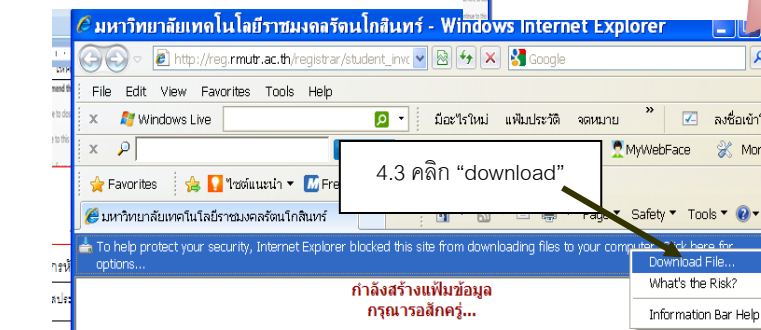 มหาวิทยาลัยเทคโนโลยีราชมงคลรัตนโกสินทร์ - Windows Internet Explorer
http://reg.rmutr.ac.th/registrar/student_invc
Google
File Edit View Favorites Tools Help
x Windows Live มีอะไรใหม่ แฟ้มประวัติ จดหมาย » ลงชื่อเข้า
x MyWebFace Mor
4.3 คลิก “download”
Favorites ไซต์แนะนำ Fre
มหาวิทยาลัยเทคโนโลยีราชมงคลรัตนโกสินทร์ Page Safety Tools
To help protect your security, Internet Explorer blocked this site from downloading files to your computer. Click here for
options...
Download File...
What's the Risk?
Information Bar Help
กำลังสร้างแฟ้มข้อมูล
กรุณารอสักครู่...